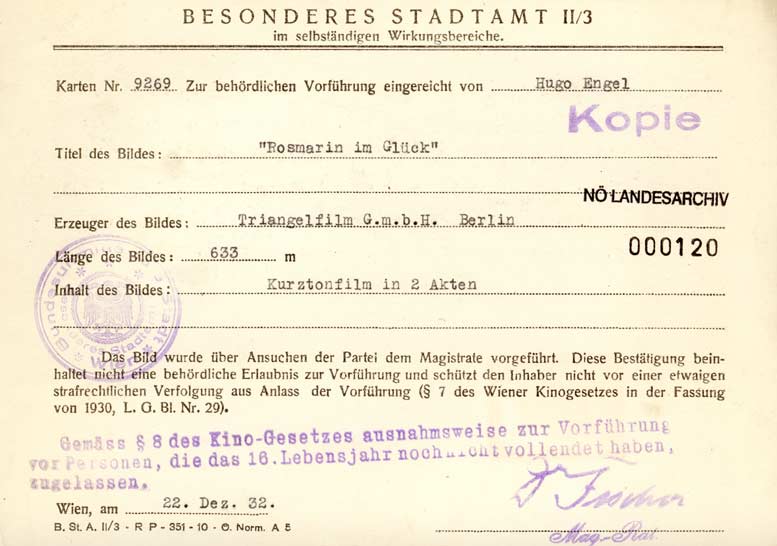 BESONDERES STADTAMT II/3
im selbständigen Wirkungsbereiche.
Karten Nr. 9269 Zur behördlichen Vorführung eingereicht von Hugo Engel
Kopie
Titel des Bildes: "Rosmarin im Glück"
NÖ LANDESARCHIV
Erzeuger des Bildes: Triangelfilm G.m.b.H. Berlin
000120
Länge des Bildes: 633 m
Inhalt des Bildes: Kurztonfilm in 2 Akten
Wien
Das Bild wurde über Ansuchen der Partei dem Magistrate vorgeführt. Diese Bestätigung bein-
haltet nicht eine behördliche Erlaubnis zur Vorführung und schützt den Inhaber nicht vor einer etwaigen
strafrechtlichen Verfolgung aus Anlass der Vorführung (§ 7 des Wiener Kinogesetzes in der Fassung
von 1930, L. G. Bl. Nr. 29).
Gemäss § 8 des Kino-Gesetzes ausnahmsweise zur Vorführung
vor Personen, die das 16. Lebensjahr noch nicht vollendet haben,
zugelassen.
Wien, am 22. Dez. 32.
Fischer
B. St. A. II/3 - R P - 351 - 10 - Ö. Norm. A 5
Mag.-Rat.